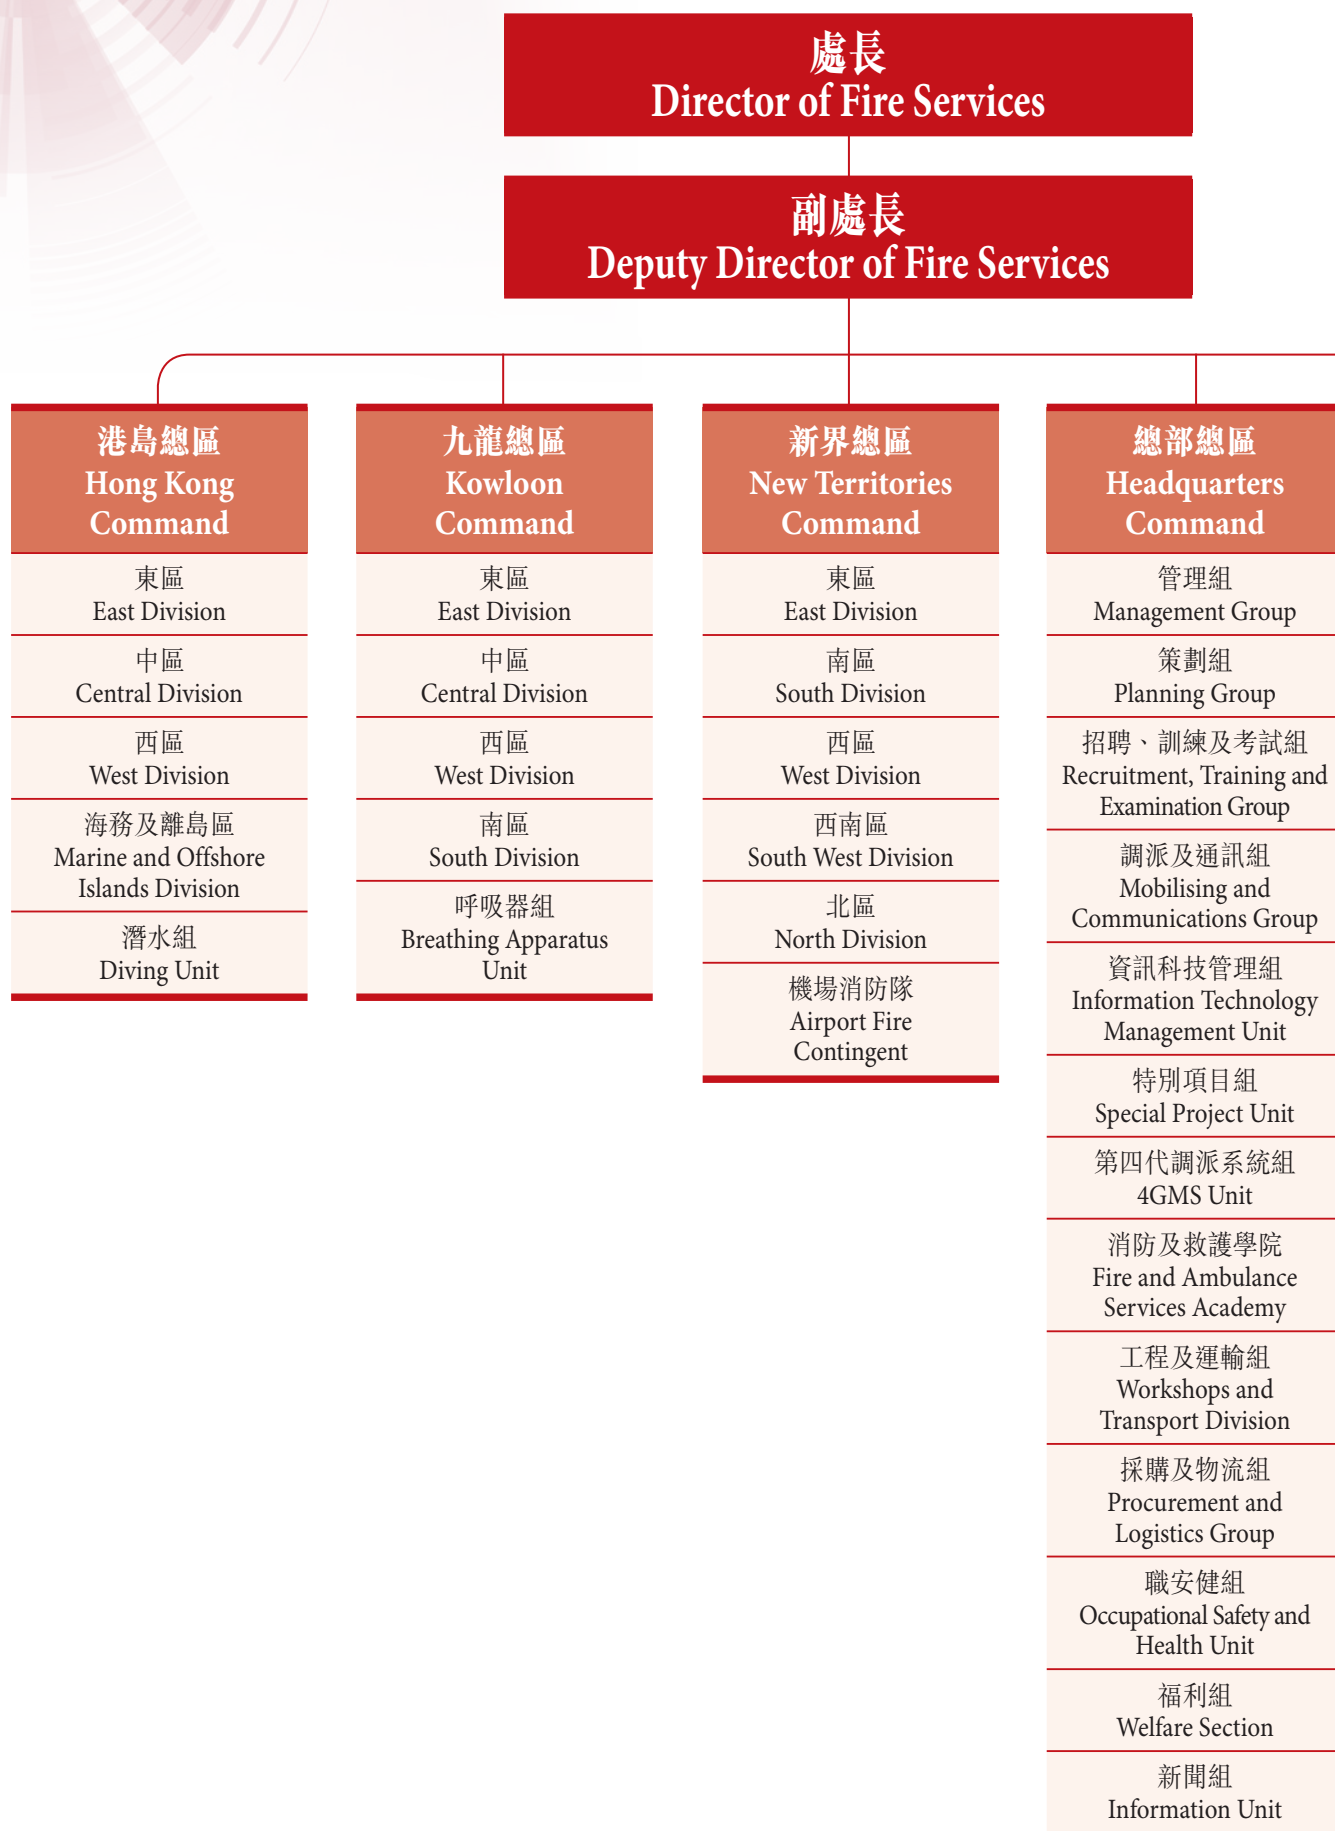 處長
Director of Fire Services
副處長
Deputy Director of Fire Services
港島總區
Hong Kong
Command
東區
East Division
中區
Central Division
西區
West Division
海務及離島區
Marine and Offshore
Islands Division
潛水組
Diving Unit
九龍總區
Kowloon
Command
東區
East Division
中區
Central Division
西區
West Division
南區
South Division
呼吸器組
Breathing Apparatus
Unit
新界總區
New Territories
Command
東區
East Division
南區
South Division
西區
West Division
西南區
South West Division
北區
North Division
機場消防隊
Airport Fire
Contingent
總部總區
Headquarters
Command
管理組
Management Group
策劃組
Planning Group
招聘、訓練及考試組
Recruitment, Training and
Examination Group
調派及通訊組
Mobilising and
Communications Group
資訊科技管理組
Information Technology
Management Unit
特別項目組
Special Project Unit
第四代調派系統組
4GMS Unit
消防及救護學院
Fire and Ambulance
Services Academy
工程及運輸組
Workshops and
Transport Division
採購及物流組
Procurement and
Logistics Group
職安健組
Occupational Safety and
Health Unit
福利組
Welfare Section
新聞組
Information Unit